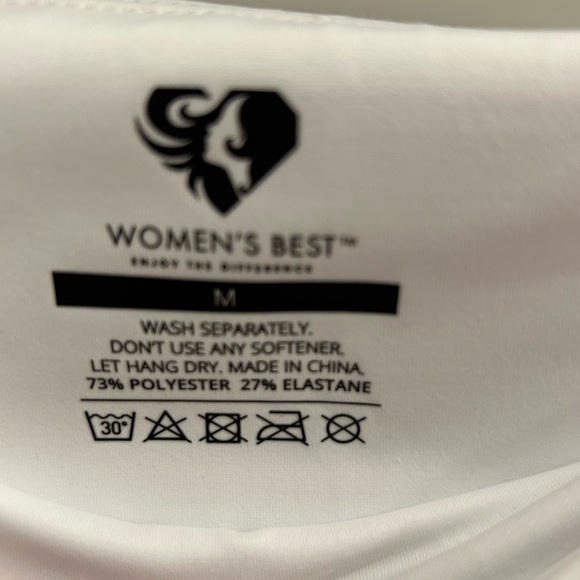 WOMEN'S BEST™
ENJOY THE DIFFERENCE
M
WASH SEPARATELY.
DON'T USE ANY SOFTENER.
LET HANG DRY. MADE IN CHINA.
73% POLYESTER 27% ELASTANE
30°